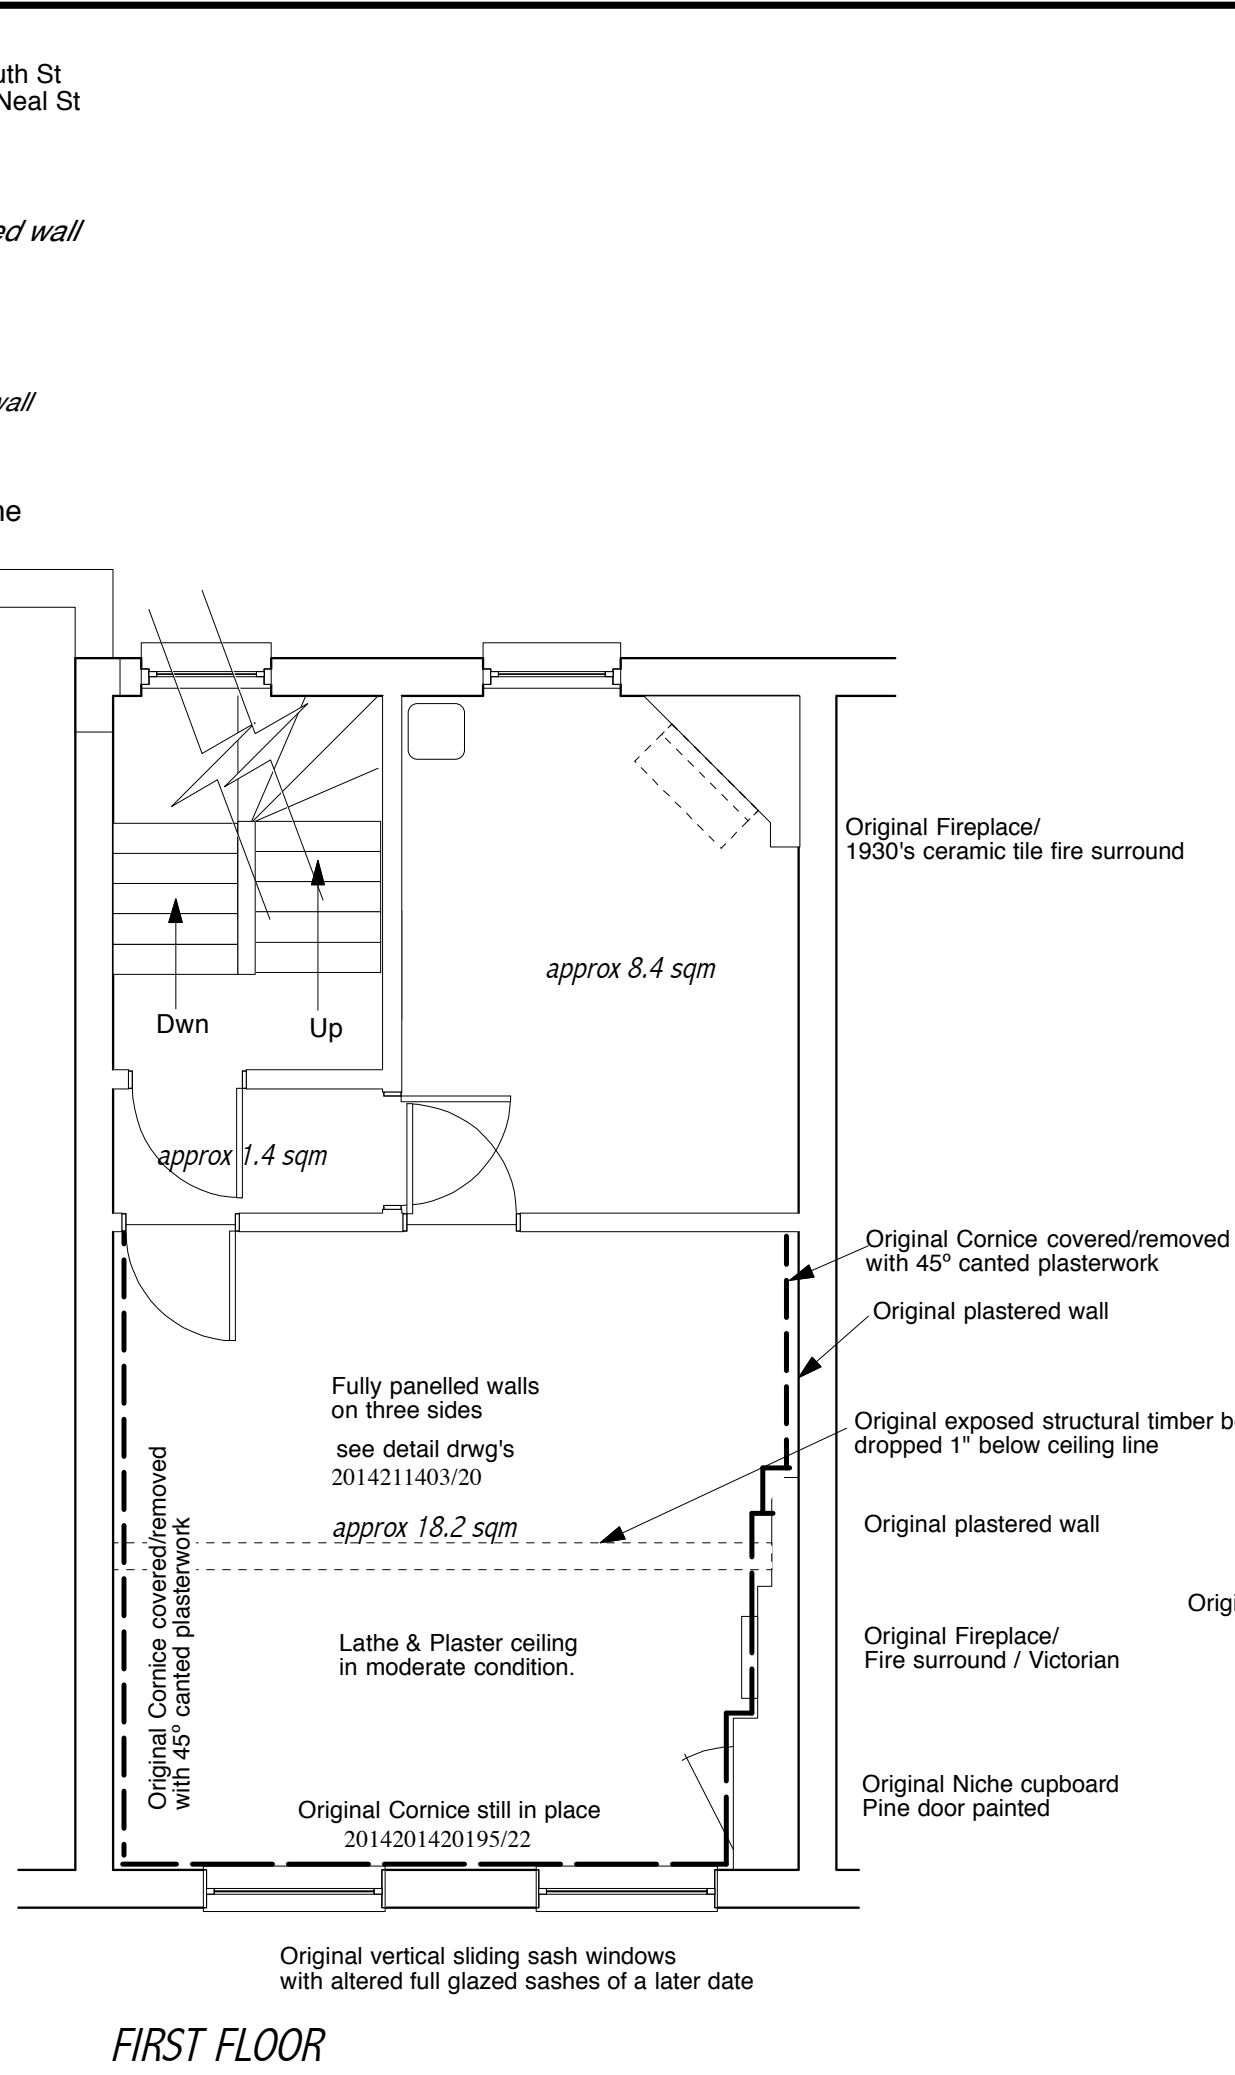 St
Neal St
wall
Original Fireplace/
1930's ceramic tile fire surround
approx 8.4 sqm
Dwn
Up
approx 1.4 sqm
Original Cornice covered/removed
with 45º canted plasterwork
Original plastered wall
Fully panelled walls
on three sides
see detail drwg's
2014211403/20
Original exposed structural timber
dropped 1" below ceiling line
approx 18.2 sqm
Original plastered wall
Original Cornice covered/removed
with 45º canted plasterwork
Lathe & Plaster ceiling
in moderate condition.
Original Fireplace/
Fire surround / Victorian
Original Niche cupboard
Pine door painted
Original Cornice still in place
2014201420195/22
Original vertical sliding sash windows
with altered full glazed sashes of a later date
FIRST FLOOR